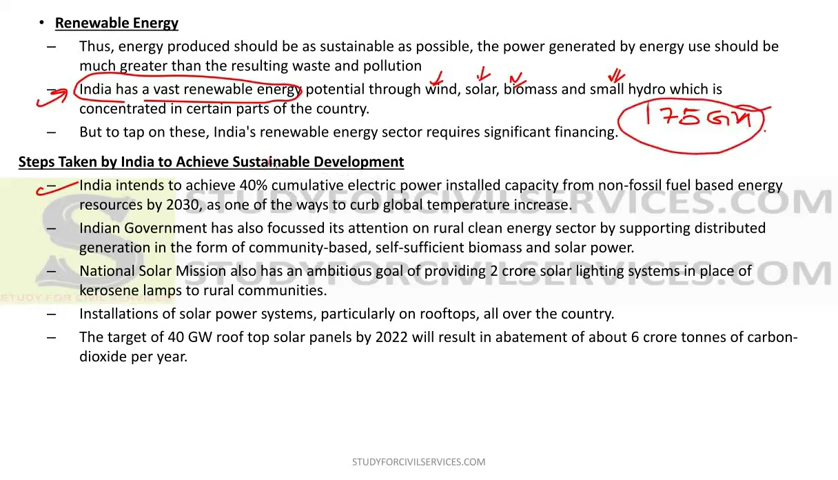 • Renewable Energy
– Thus, energy produced should be as sustainable as possible, the power generated by energy use should be
much greater than the resulting waste and pollution
– India has a vast renewable energy potential through wind, solar, biomass and small hydro which is
concentrated in certain parts of the country.
– But to tap on these, India's renewable energy sector requires significant financing.
175 GW
Steps Taken by India to Achieve Sustainable Development
– India intends to achieve 40% cumulative electric power installed capacity from non-fossil fuel based energy
resources by 2030, as one of the ways to curb global temperature increase.
– Indian Government has also focussed its attention on rural clean energy sector by supporting distributed
generation in the form of community-based, self-sufficient biomass and solar power.
– National Solar Mission also has an ambitious goal of providing 2 crore solar lighting systems in place of
kerosene lamps to rural communities.
– Installations of solar power systems, particularly on rooftops, all over the country.
– The target of 40 GW roof top solar panels by 2022 will result in abatement of about 6 crore tonnes of carbon-
dioxide per year.
STUDYFORCIVILSERVICES.COM